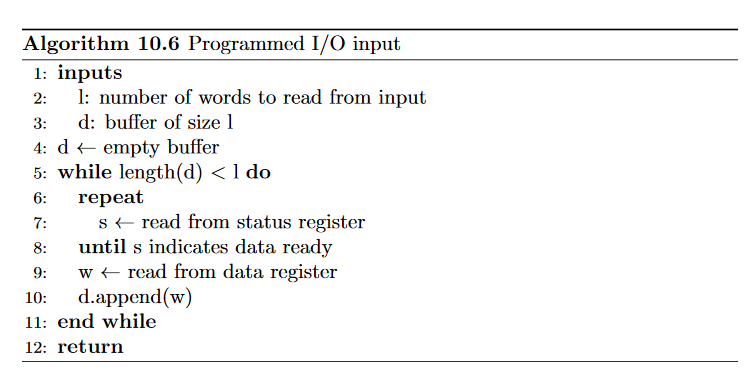 Algorithm 10.6 Programmed I/O input
1: inputs
2: l: number of words to read from input
3: d: buffer of size l
4: d ← empty buffer
5: while length(d) < l do
6: repeat
7: s ← read from status register
8: until s indicates data ready
9: w ← read from data register
10: d.append(w)
11: end while
12: return